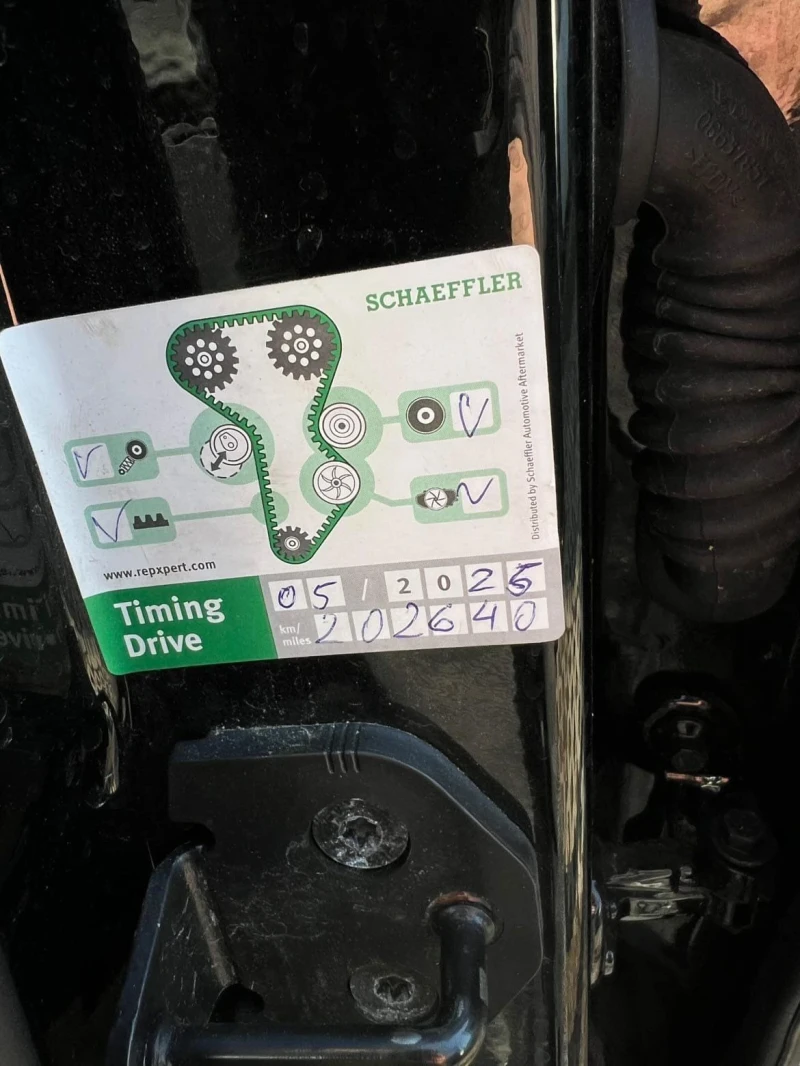 SCHAEFFLER
Distributed by Schaeffler Automotive Aftermarket
www.repxpert.com
Timing
Drive
05 / 2025
km/
miles 202640